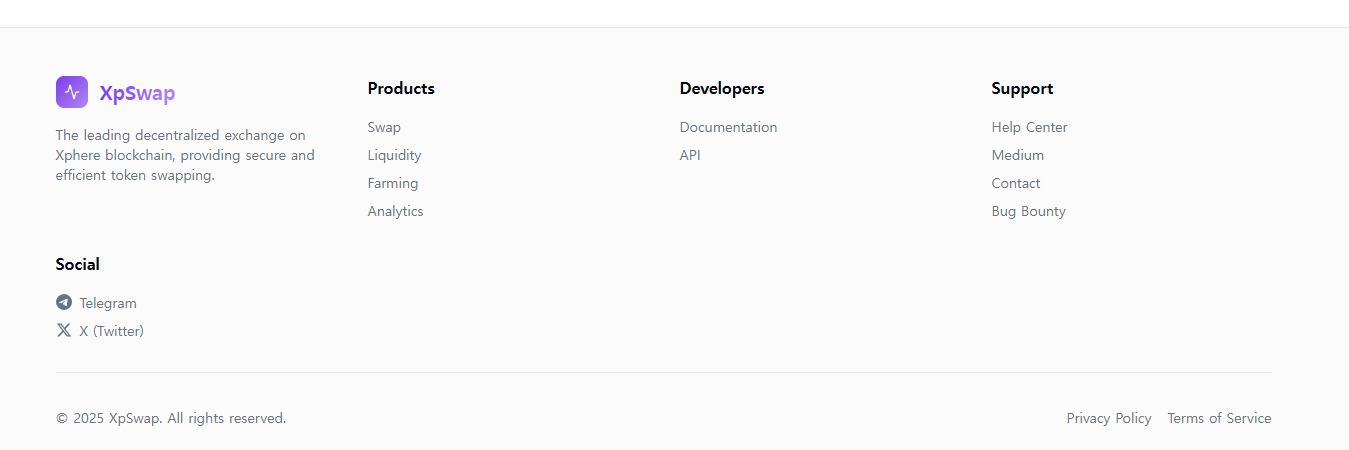 XpSwap
The leading decentralized exchange on
Xphere blockchain, providing secure and
efficient token swapping.
Products
Swap
Liquidity
Farming
Analytics
Developers
Documentation
API
Support
Help Center
Medium
Contact
Bug Bounty
Social
Telegram
X (Twitter)
© 2025 XpSwap. All rights reserved.
Privacy Policy
Terms of Service